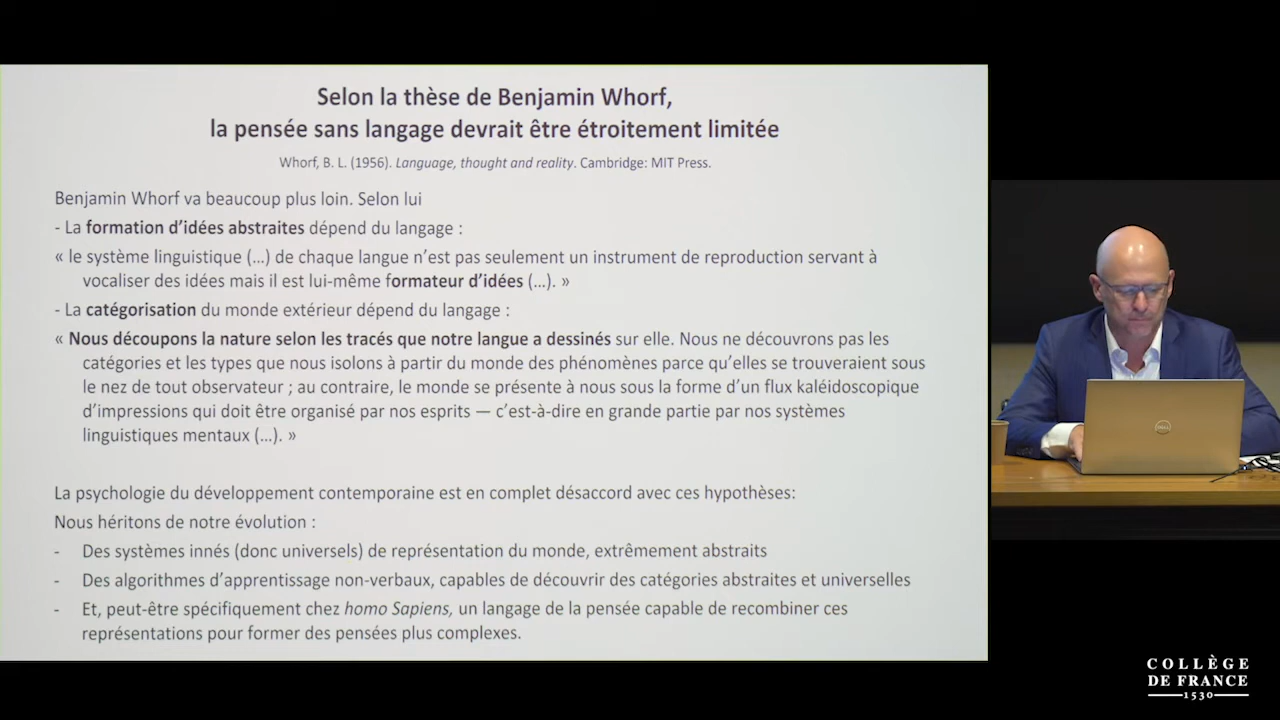 Selon la thèse de Benjamin Whorf,
la pensée sans langage devrait être étroitement limitée
Whorf, B. L. (1956). Language, thought and reality. Cambridge: MIT Press.
Benjamin Whorf va beaucoup plus loin. Selon lui
- La formation d’idées abstraites dépend du langage :
« le système linguistique (…) de chaque langue n’est pas seulement un instrument de reproduction servant à
vocaliser des idées mais il est lui-même formateur d’idées (…). »
- La catégorisation du monde extérieur dépend du langage :
« Nous découpons la nature selon les tracés que notre langue a dessinés sur elle. Nous ne découvrons pas les
catégories et les types que nous isolons à partir du monde des phénomènes parce qu’elles se trouveraient sous
le nez de tout observateur ; au contraire, le monde se présente à nous sous la forme d’un flux kaléidoscopique
d’impressions qui doit être organisé par nos esprits — c’est-à-dire en grande partie par nos systèmes
linguistiques mentaux (…). »
La psychologie du développement contemporaine est en complet désaccord avec ces hypothèses:
Nous héritons de notre évolution :
- Des systèmes innés (donc universels) de représentation du monde, extrêmement abstraits
- Des algorithmes d’apprentissage non-verbaux, capables de découvrir des catégories abstraites et universelles
- Et, peut-être spécifiquement chez homo Sapiens, un langage de la pensée capable de recombiner ces
représentations pour former des pensées plus complexes.
DELL
COLLÈGE
DE FRANCE
1530